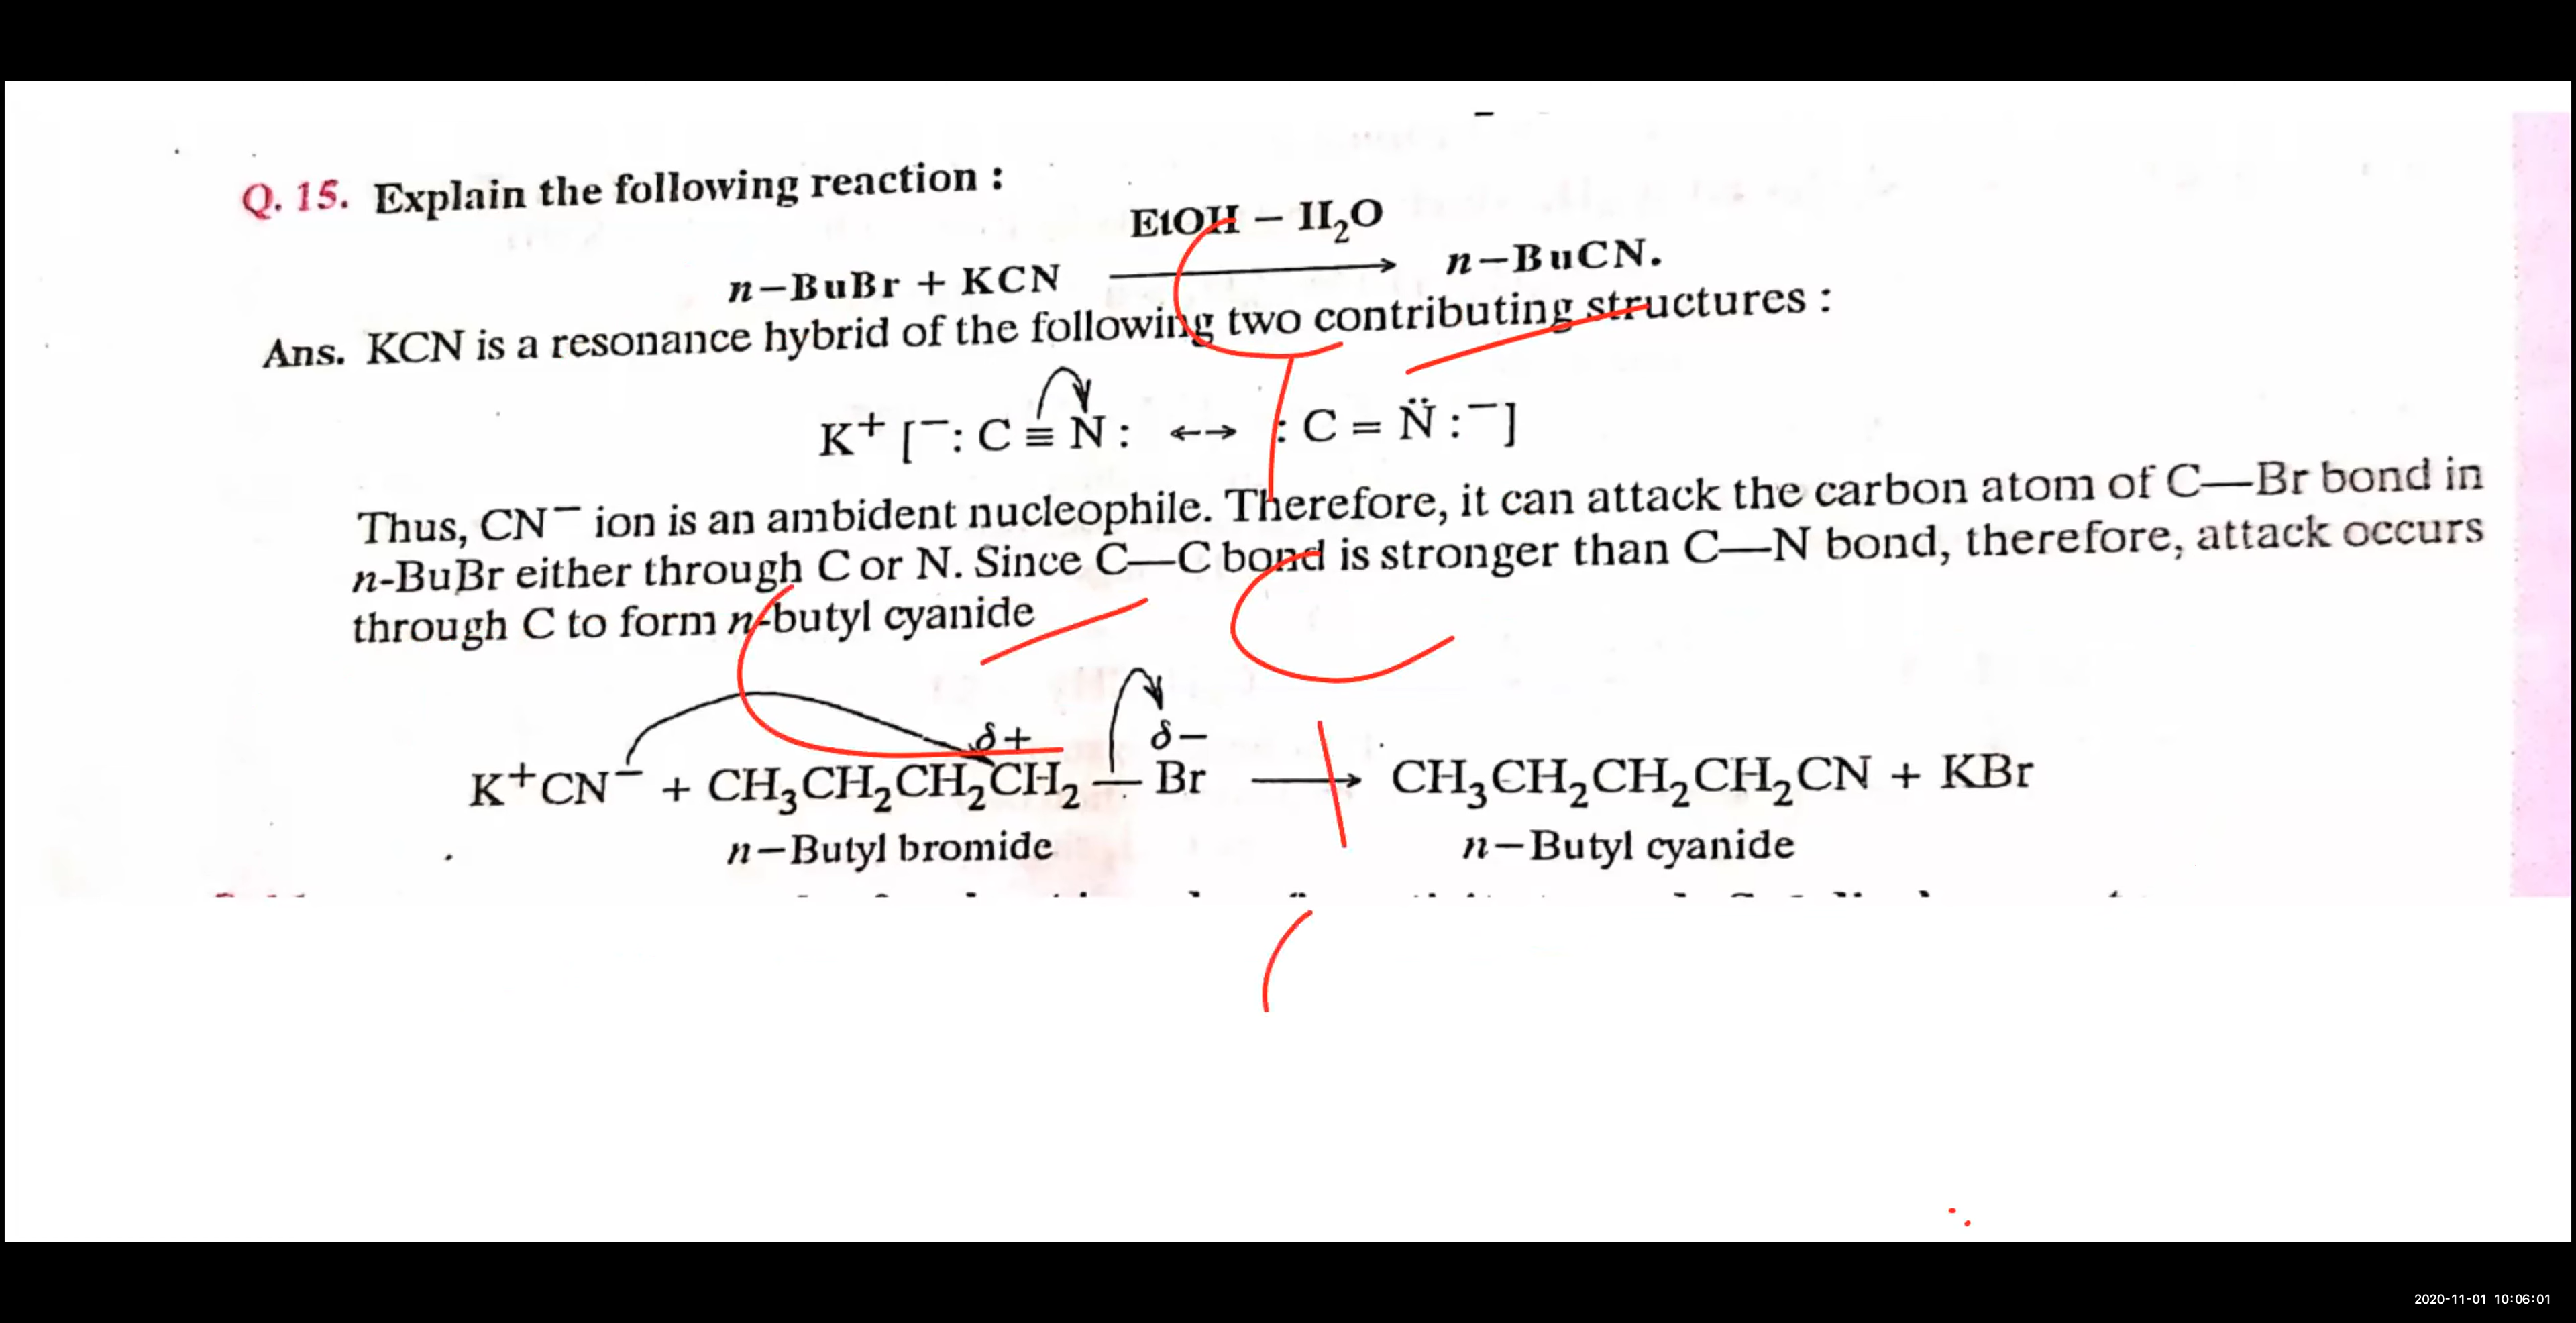 Q. 15. Explain the following reaction :
EtOH – H₂O
n–BuBr + KCN ⟶ n–BuCN.
Ans. KCN is a resonance hybrid of the following two contributing structures :
K⁺ [⁻: C ≡ N : ↔ : C = N̈ :⁻]
Thus, CN⁻ ion is an ambident nucleophile. Therefore, it can attack the carbon atom of C—Br bond in
n-BuBr either through C or N. Since C—C bond is stronger than C—N bond, therefore, attack occurs
through C to form n-butyl cyanide
δ+ δ−
K⁺CN⁻ + CH₃CH₂CH₂CH₂ — Br ⟶ CH₃CH₂CH₂CH₂CN + KBr
n–Butyl bromide n–Butyl cyanide
2020-11-01 10:06:01